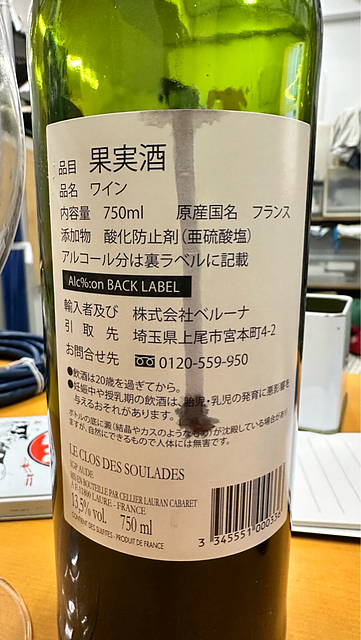 品目 果実酒
品名 ワイン
内容量 750ml 原産国名 フランス
添加物 酸化防止剤(亜硫酸塩)
アルコール分は裏ラベルに記載
Alc%:on BACK LABEL
輸入者及び 株式会社ベルーナ
引取先 埼玉県上尾市宮本町4-2
お問合せ先 0120-559-950
●飲酒は20歳を過ぎてから。
●妊娠中や授乳期の飲酒は、胎児・乳児の発育に悪影響を
与えるおそれがあります。
ボトルの底に澱(結晶やカスのようなもの)が沈殿している場合があり
ますが、自然にできるもので人体には無害です。
LE CLOS DES SOULADES
IGP AUDE
MIS EN BOUTEILLE PAR CELLIER LAURAN CABARET
À F-11800 LAURE - FRANCE
13,5% vol. 750 ml
CONTIENT DES SULFITES - PRODUIT DE FRANCE
3 345551 000336